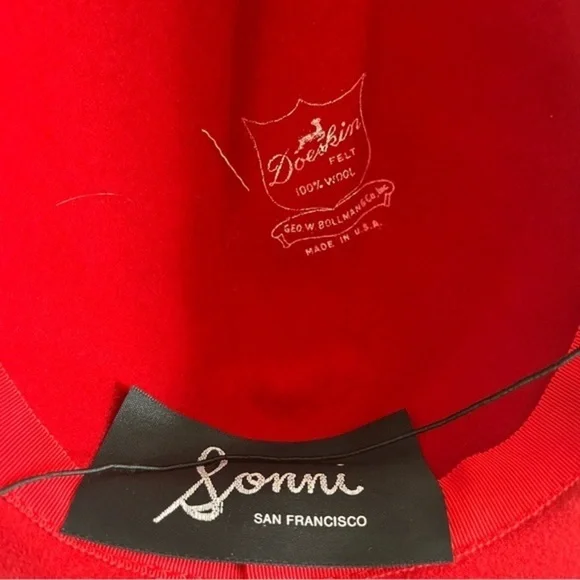 Doeskin
FELT
100% WOOL
GEO. W. BOLLMAN & Co., Inc.
MADE IN U.S.A.
Sonni
SAN FRANCISCO